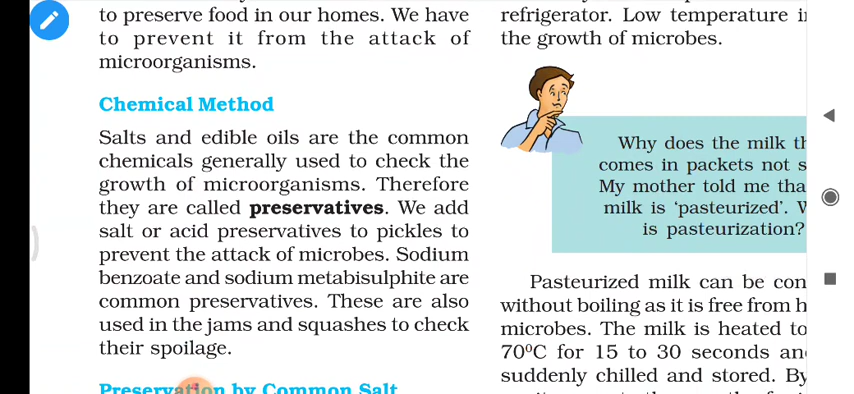 to preserve food in our homes. We have
to prevent it from the attack of
microorganisms.
Chemical Method
Salts and edible oils are the common
chemicals generally used to check the
growth of microorganisms. Therefore
they are called preservatives. We add
salt or acid preservatives to pickles to
prevent the attack of microbes. Sodium
benzoate and sodium metabisulphite are
common preservatives. These are also
used in the jams and squashes to check
their spoilage.
Preservation by Common Salt
refrigerator. Low temperature
the growth of microbes.
Why does the milk
comes in packets not
My mother told me
milk is ‘pasteurized’.
is pasteurization?
Pasteurized milk can be
without boiling as it is free from
microbes. The milk is heated to
70⁰C for 15 to 30 seconds
suddenly chilled and stored. By